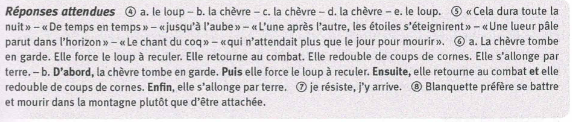 Réponses attendues ④ a. le loup – b. la chèvre – c. la chèvre – d. la chèvre – e. le loup. ⑤ «Cela dura toute la
nuit» – «De temps en temps» – «jusqu'à l'aube» – «L'une après l'autre, les étoiles s'éteignirent» – «Une lueur pâle
parut dans l'horizon» – «Le chant du coq» – «qui n'attendait plus que le jour pour mourir». ⑥ a. La chèvre tombe
en garde. Elle force le loup à reculer. Elle retourne au combat. Elle redouble de coups de cornes. Elle s'allonge par
terre. – b. D'abord, la chèvre tombe en garde. Puis elle force le loup à reculer. Ensuite, elle retourne au combat et elle
redouble de coups de cornes. Enfin, elle s'allonge par terre. ⑦ je résiste, j'y arrive. ⑧ Blanquette préfère se battre
et mourir dans la montagne plutôt que d'être attachée.